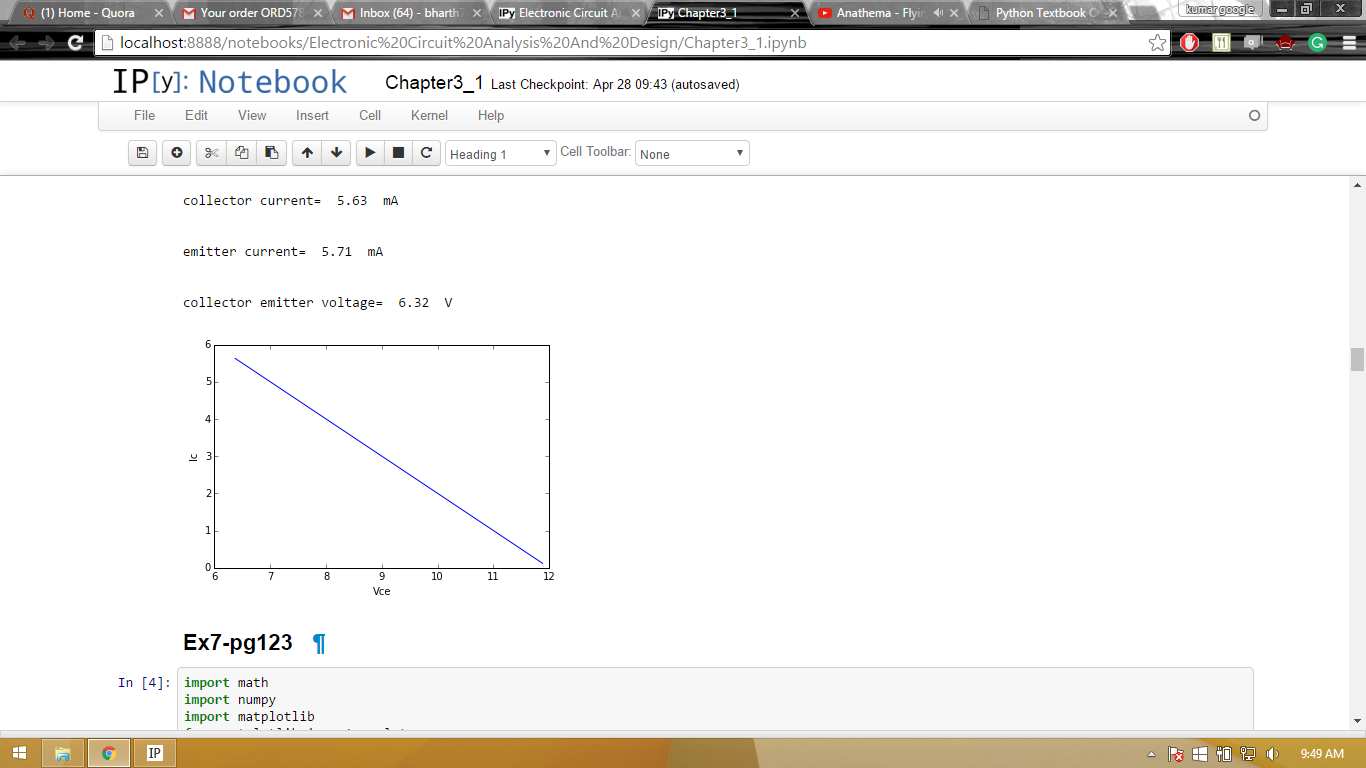 (1) Home - Quora
Your order ORD578
Inbox (64) - bharth
IPy Electronic Circuit A
IPy Chapter3_1
Anathema - Flyin
Python Textbook C
kumar google
localhost:8888/notebooks/Electronic%20Circuit%20Analysis%20And%20Design/Chapter3_1.ipynb
IP[y]: Notebook
Chapter3_1 Last Checkpoint: Apr 28 09:43 (autosaved)
File Edit View Insert Cell Kernel Help
Heading 1 Cell Toolbar: None
collector current=  5.63  mA
emitter current=  5.71  mA
collector emitter voltage=  6.32  V
6
5
4
3
2
1
0
Ic
6 7 8 9 10 11 12
Vce
Ex7-pg123 ¶
In [4]:
import math
import numpy
import matplotlib
IP
9:49 AM